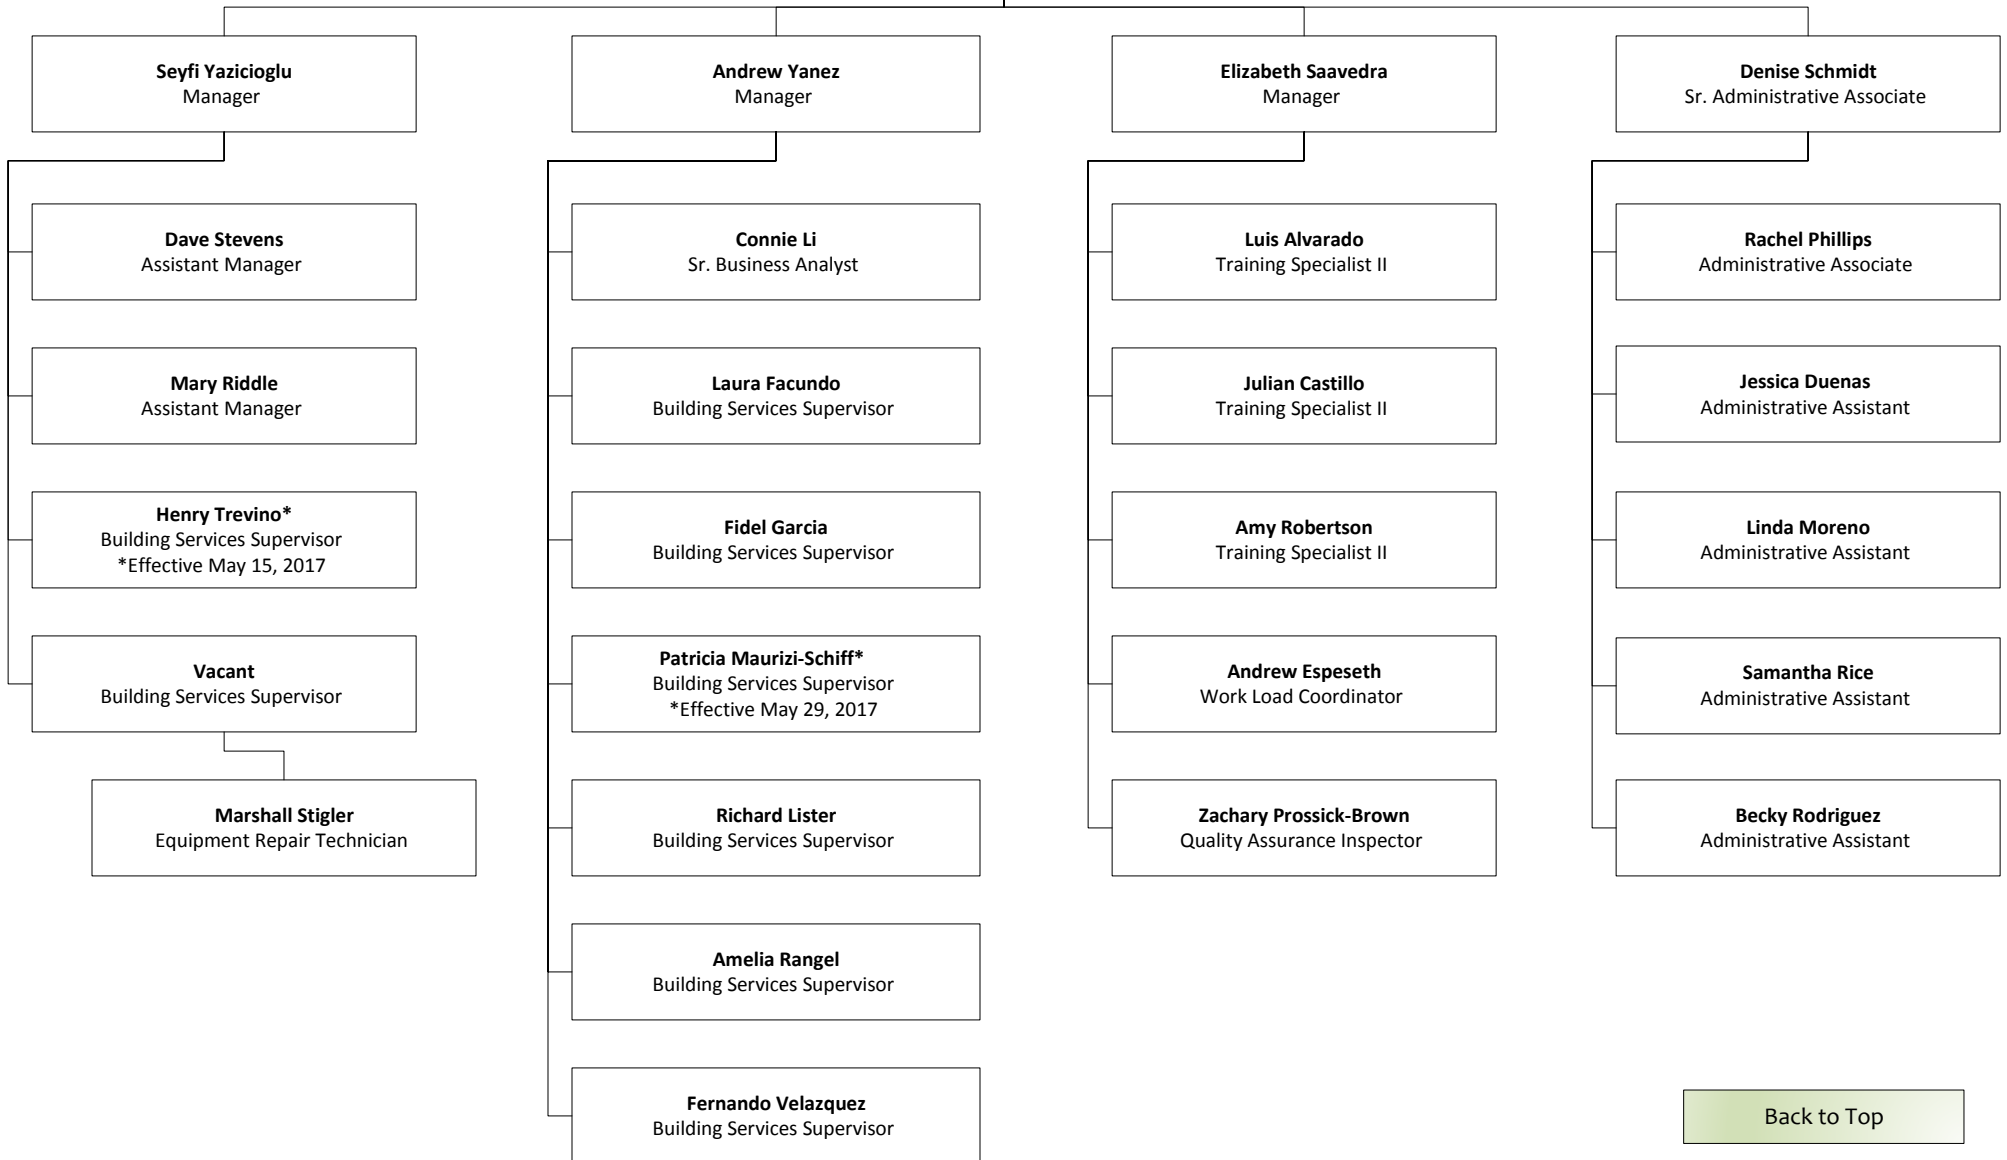 Seyfi Yazicioglu
Manager
Andrew Yanez
Manager
Elizabeth Saavedra
Manager
Denise Schmidt
Sr. Administrative Associate
Dave Stevens
Assistant Manager
Mary Riddle
Assistant Manager
Henry Trevino*
Building Services Supervisor
*Effective May 15, 2017
Vacant
Building Services Supervisor
Marshall Stigler
Equipment Repair Technician
Connie Li
Sr. Business Analyst
Laura Facundo
Building Services Supervisor
Fidel Garcia
Building Services Supervisor
Patricia Maurizi-Schiff*
Building Services Supervisor
*Effective May 29, 2017
Richard Lister
Building Services Supervisor
Amelia Rangel
Building Services Supervisor
Fernando Velazquez
Building Services Supervisor
Luis Alvarado
Training Specialist II
Julian Castillo
Training Specialist II
Amy Robertson
Training Specialist II
Andrew Espeseth
Work Load Coordinator
Zachary Prossick-Brown
Quality Assurance Inspector
Rachel Phillips
Administrative Associate
Jessica Duenas
Administrative Assistant
Linda Moreno
Administrative Assistant
Samantha Rice
Administrative Assistant
Becky Rodriguez
Administrative Assistant
Back to Top